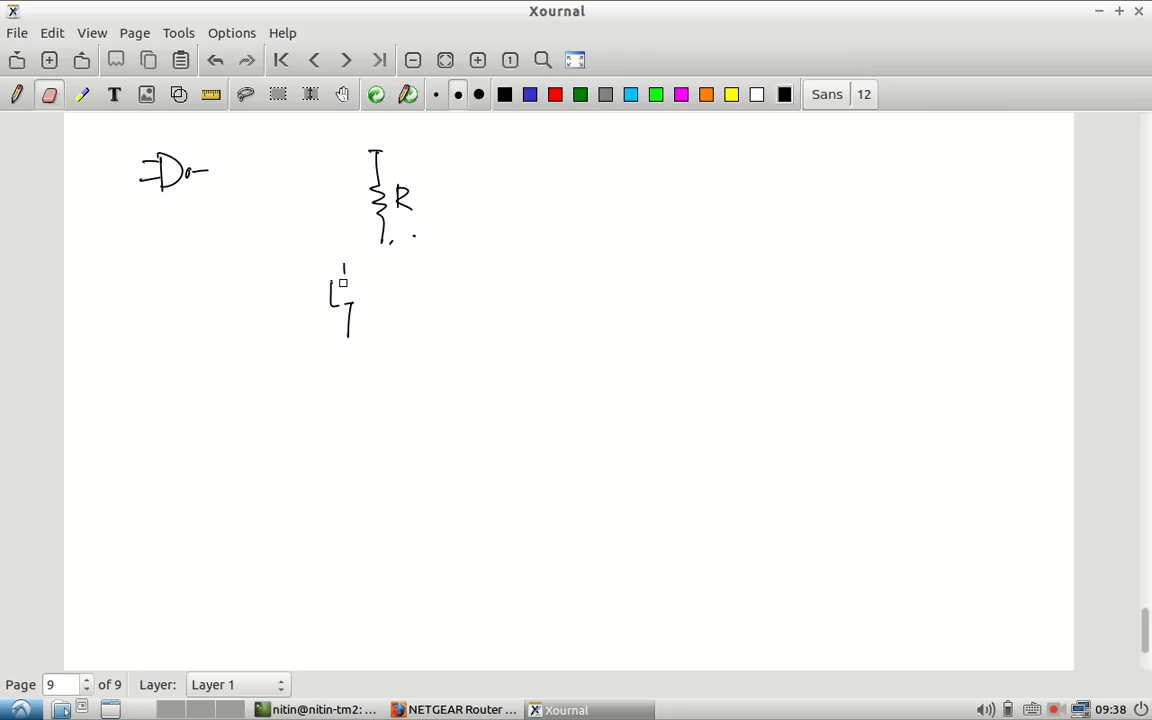 Xournal
File Edit View Page Tools Options Help
Sans 12
R
Page 9 of 9 Layer: Layer 1
nitin@nitin-tm2: ... NETGEAR Router ... Xournal 09:38